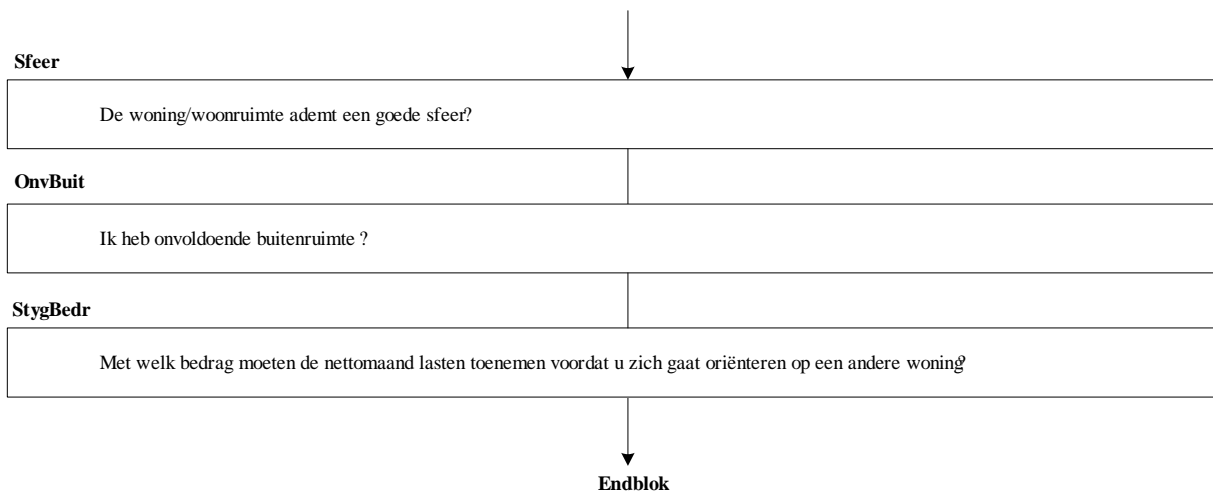 Sfeer
De woning/woonruimte ademt een goede sfeer?
OnvBuit
Ik heb onvoldoende buitenruimte ?
StygBedr
Met welk bedrag moeten de nettomaand lasten toenemen voordat u zich gaat oriënteren op een andere woning?
Endblok